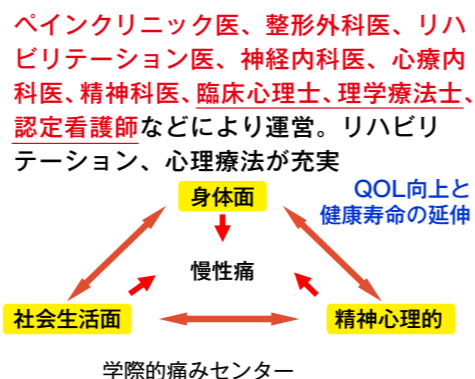 ペインクリニック医、整形外科医、リハ
ビリテーション医、神経内科医、心療内
科医、精神科医、臨床心理士、理学療法士、
認定看護師などにより運営。リハビリ
テーション、心理療法が充実
身体面
QOL向上と
健康寿命の延伸
慢性痛
社会生活面
精神心理的
学際的痛みセンター